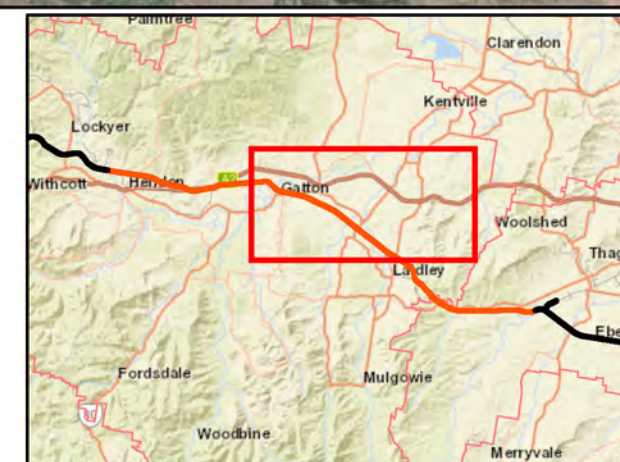 Palmtree
Clarendon
Kentville
Lockyer
Withcott
Helidon
A2
Gatton
Woolshed
Thag
Laidley
Ebe
Fordsdale
Mulgowie
Woodbine
Merryvale